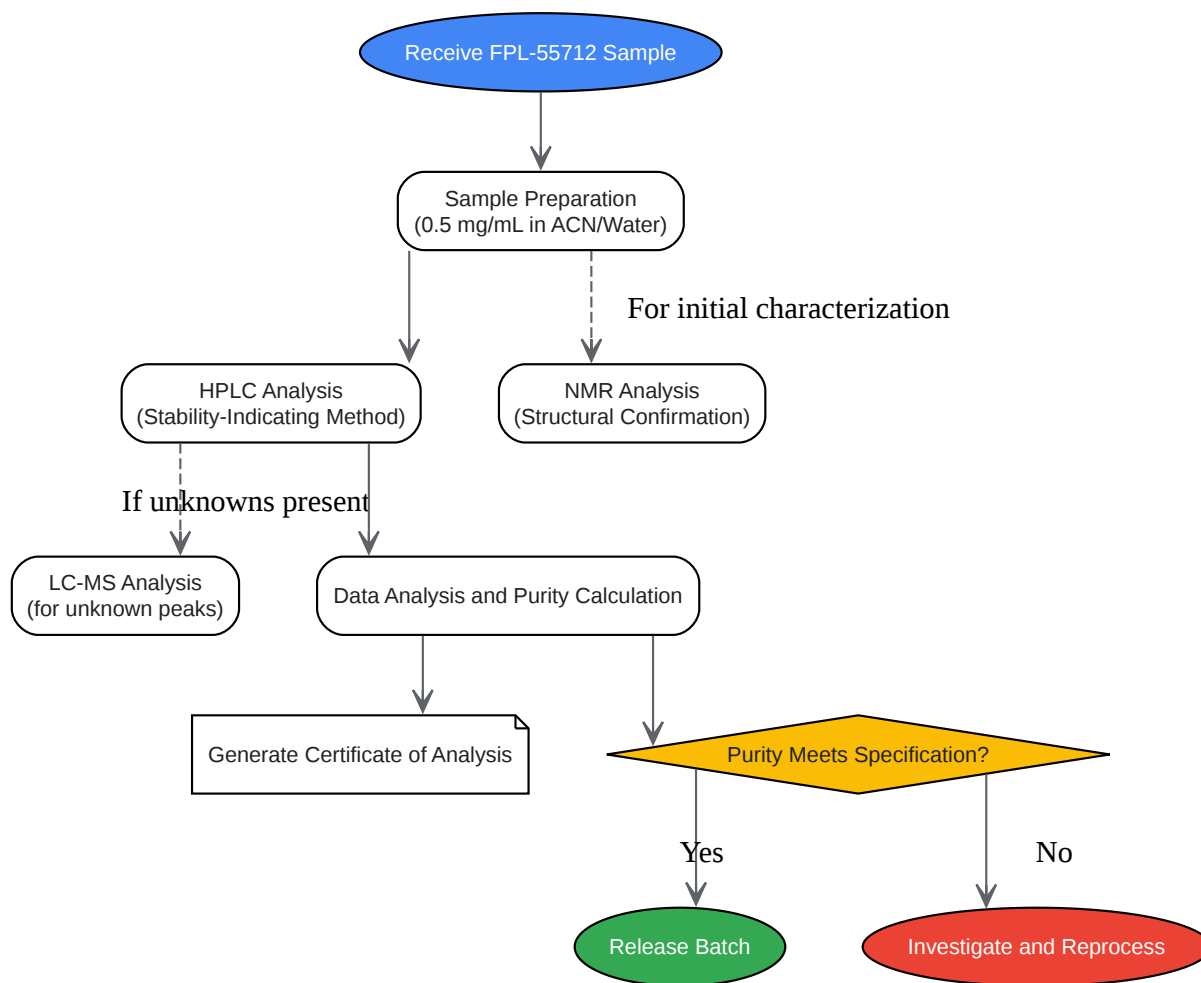 Receive FPL-55712 Sample
Sample Preparation
(0.5 mg/mL in ACN/Water)
For initial characterization
HPLC Analysis
(Stability-Indicating Method)
NMR Analysis
(Structural Confirmation)
If unknowns present
LC-MS Analysis
(for unknown peaks)
Data Analysis and Purity Calculation
Generate Certificate of Analysis
Purity Meets Specification?
Yes
No
Release Batch
Investigate and Reprocess